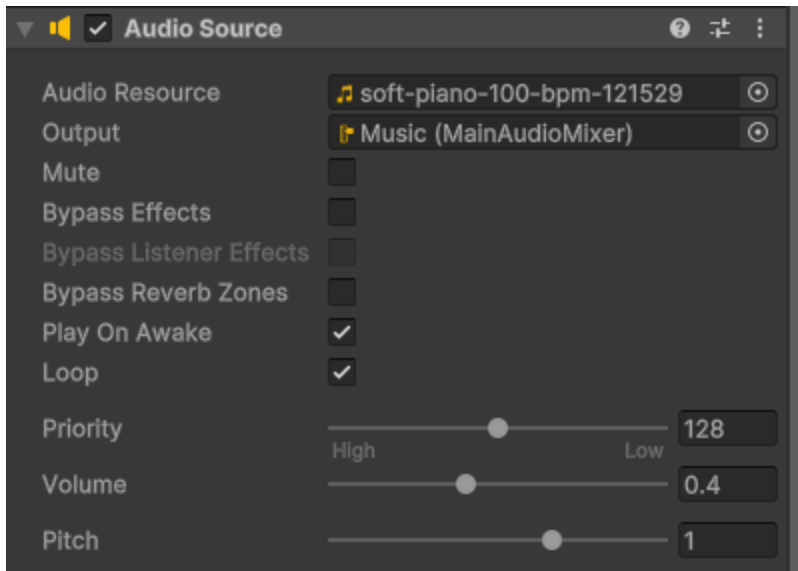 Audio Source
Audio Resource soft-piano-100-bpm-121529
Output Music (MainAudioMixer)
Mute
Bypass Effects
Bypass Listener Effects
Bypass Reverb Zones
Play On Awake
Loop
Priority 128
High Low
Volume 0.4
Pitch 1